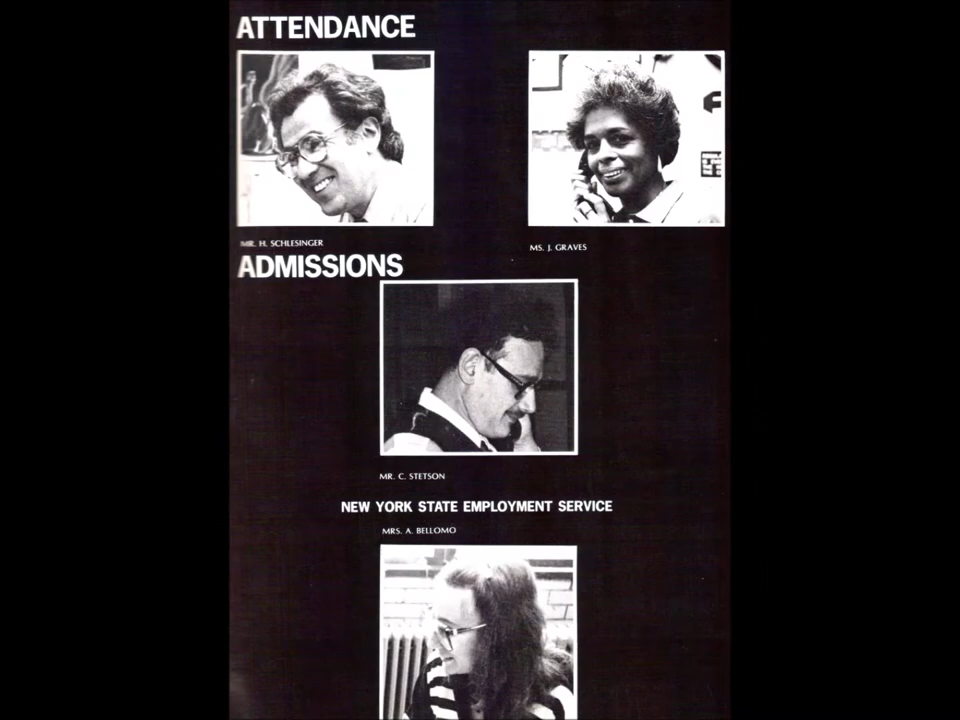 ATTENDANCE
MR. H. SCHLESINGER
MS. J. GRAVES
ADMISSIONS
MR. C. STETSON
NEW YORK STATE EMPLOYMENT SERVICE
MRS. A. BELLOMO